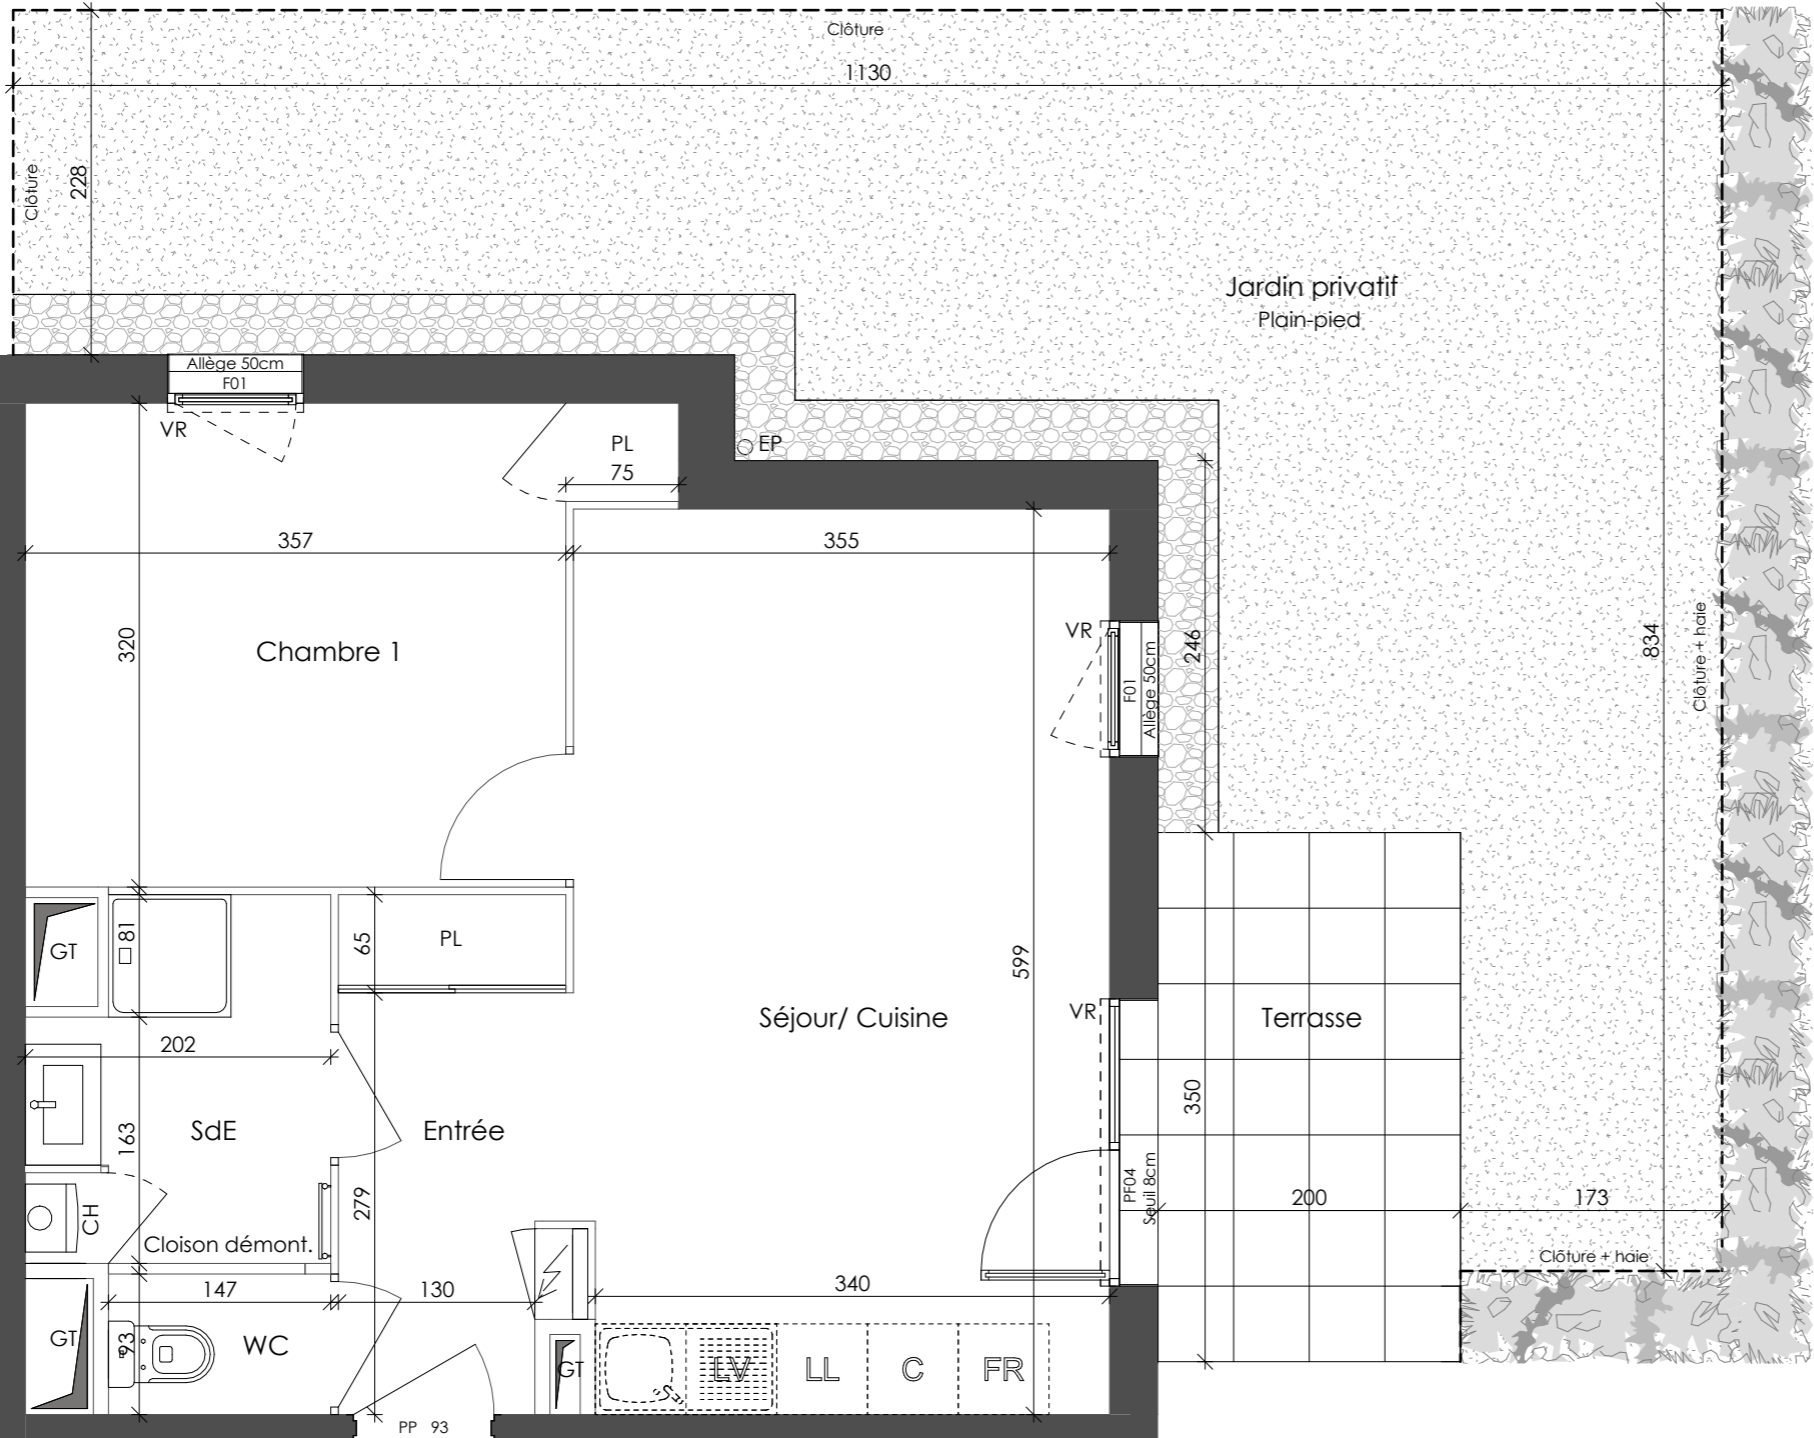 Clôture
1130
Clôture
228
Jardin privatif
Plain-pied
Allège 50cm
F01
VR
PL
75
EP
357
355
320
Chambre 1
VR
F01
Allège 50cm
246
834
Clôture + haie
GT
81
65
PL
599
Séjour/ Cuisine
VR
Terrasse
202
163
SdE
Entrée
350
PF04
Seuil 8cm
200
173
CH
279
Cloison démont.
Clôture + haie
147
130
340
GT
93
WC
GT
LV
LL
C
FR
PP 93